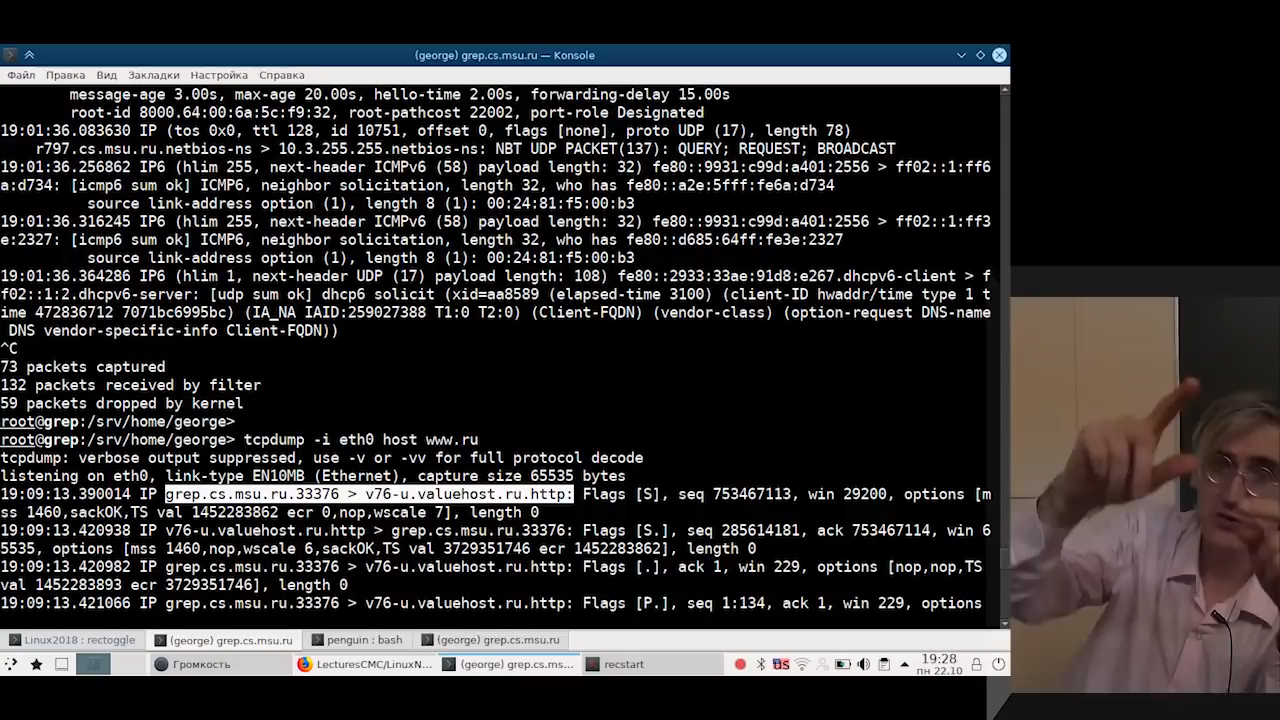 (george) grep.cs.msu.ru — Konsole
Файл Правка Вид Закладки Настройка Справка
message-age 3.00s, max-age 20.00s, hello-time 2.00s, forwarding-delay 15.00s
root-id 8000.64:00:6a:5c:f9:32, root-pathcost 22002, port-role Designated
19:01:36.083630 IP (tos 0x0, ttl 128, id 10751, offset 0, flags [none], proto UDP (17), length 78)
r797.cs.msu.ru.netbios-ns > 10.3.255.255.netbios-ns: NBT UDP PACKET(137): QUERY; REQUEST; BROADCAST
19:01:36.256862 IP6 (hlim 255, next-header ICMPv6 (58) payload length: 32) fe80::9931:c99d:a401:2556 > ff02::1:ff6
a:d734: [icmp6 sum ok] ICMP6, neighbor solicitation, length 32, who has fe80::a2e:5fff:fe6a:d734
source link-address option (1), length 8 (1): 00:24:81:f5:00:b3
19:01:36.316245 IP6 (hlim 255, next-header ICMPv6 (58) payload length: 32) fe80::9931:c99d:a401:2556 > ff02::1:ff3
e:2327: [icmp6 sum ok] ICMP6, neighbor solicitation, length 32, who has fe80::d685:64ff:fe3e:2327
source link-address option (1), length 8 (1): 00:24:81:f5:00:b3
19:01:36.364286 IP6 (hlim 1, next-header UDP (17) payload length: 108) fe80::2933:33ae:91d8:e267.dhcpv6-client > f
f02::1:2.dhcpv6-server: [udp sum ok] dhcp6 solicit (xid=aa8589 (elapsed-time 3100) (client-ID hwaddr/time type 1 t
ime 472836712 7071bc6995bc) (IA_NA IAID:259027388 T1:0 T2:0) (Client-FQDN) (vendor-class) (option-request DNS-name
DNS vendor-specific-info Client-FQDN))
^C
73 packets captured
132 packets received by filter
59 packets dropped by kernel
root@grep:/srv/home/george>
root@grep:/srv/home/george> tcpdump -i eth0 host www.ru
tcpdump: verbose output suppressed, use -v or -vv for full protocol decode
listening on eth0, link-type EN10MB (Ethernet), capture size 65535 bytes
19:09:13.390014 IP grep.cs.msu.ru.33376 > v76-u.valuehost.ru.http: Flags [S], seq 753467113, win 29200, options [m
ss 1460,sackOK,TS val 1452283862 ecr 0,nop,wscale 7], length 0
19:09:13.420938 IP v76-u.valuehost.ru.http > grep.cs.msu.ru.33376: Flags [S.], seq 285614181, ack 753467114, win 6
5535, options [mss 1460,nop,wscale 6,sackOK,TS val 3729351746 ecr 1452283862], length 0
19:09:13.420982 IP grep.cs.msu.ru.33376 > v76-u.valuehost.ru.http: Flags [.], ack 1, win 229, options [nop,nop,TS
val 1452283893 ecr 3729351746], length 0
19:09:13.421066 IP grep.cs.msu.ru.33376 > v76-u.valuehost.ru.http: Flags [P.], seq 1:134, ack 1, win 229, options
Linux2018 : rectoggle (george) grep.cs.msu.ru penguin : bash (george) grep.cs.msu.ru
Громкость LecturesCMC/LinuxN... (george) grep.cs.ms... recstart US 19:28
пн 22.10